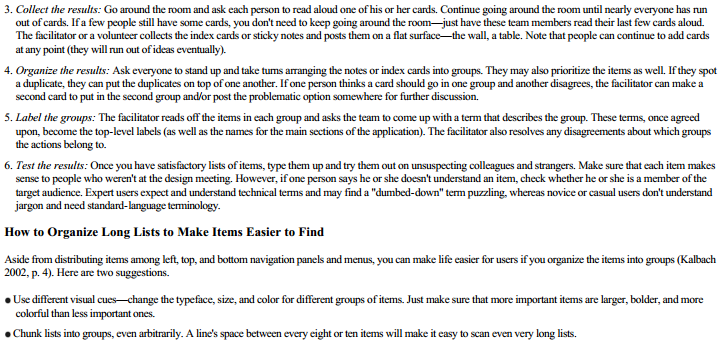 3. Collect the results: Go around the room and ask each person to read aloud one of his or her cards. Continue going around the room until nearly everyone has run
out of cards. If a few people still have some cards, you don't need to keep going around the room—just have these team members read their last few cards aloud.
The facilitator or a volunteer collects the index cards or sticky notes and posts them on a flat surface—the wall, a table. Note that people can continue to add cards
at any point (they will run out of ideas eventually).
4. Organize the results: Ask everyone to stand up and take turns arranging the notes or index cards into groups. They may also prioritize the items as well. If they spot
a duplicate, they can put the duplicates on top of one another. If one person thinks a card should go in one group and another disagrees, the facilitator can make a
second card to put in the second group and/or post the problematic option somewhere for further discussion.
5. Label the groups: The facilitator reads off the items in each group and asks the team to come up with a term that describes the group. These terms, once agreed
upon, become the top-level labels (as well as the names for the main sections of the application). The facilitator also resolves any disagreements about which groups
the actions belong to.
6. Test the results: Once you have satisfactory lists of items, type them up and try them out on unsuspecting colleagues and strangers. Make sure that each item makes
sense to people who weren't at the design meeting. However, if one person says he or she doesn't understand an item, check whether he or she is a member of the
target audience. Expert users expect and understand technical terms and may find a "dumbed-down" term puzzling, whereas novice or casual users don't understand
jargon and need standard-language terminology.
How to Organize Long Lists to Make Items Easier to Find
Aside from distributing items among left, top, and bottom navigation panels and menus, you can make life easier for users if you organize the items into groups (Kalbach
2002, p. 4). Here are two suggestions.
● Use different visual cues—change the typeface, size, and color for different groups of items. Just make sure that more important items are larger, bolder, and more
colorful than less important ones.
● Chunk lists into groups, even arbitrarily. A line's space between every eight or ten items will make it easy to scan even very long lists.